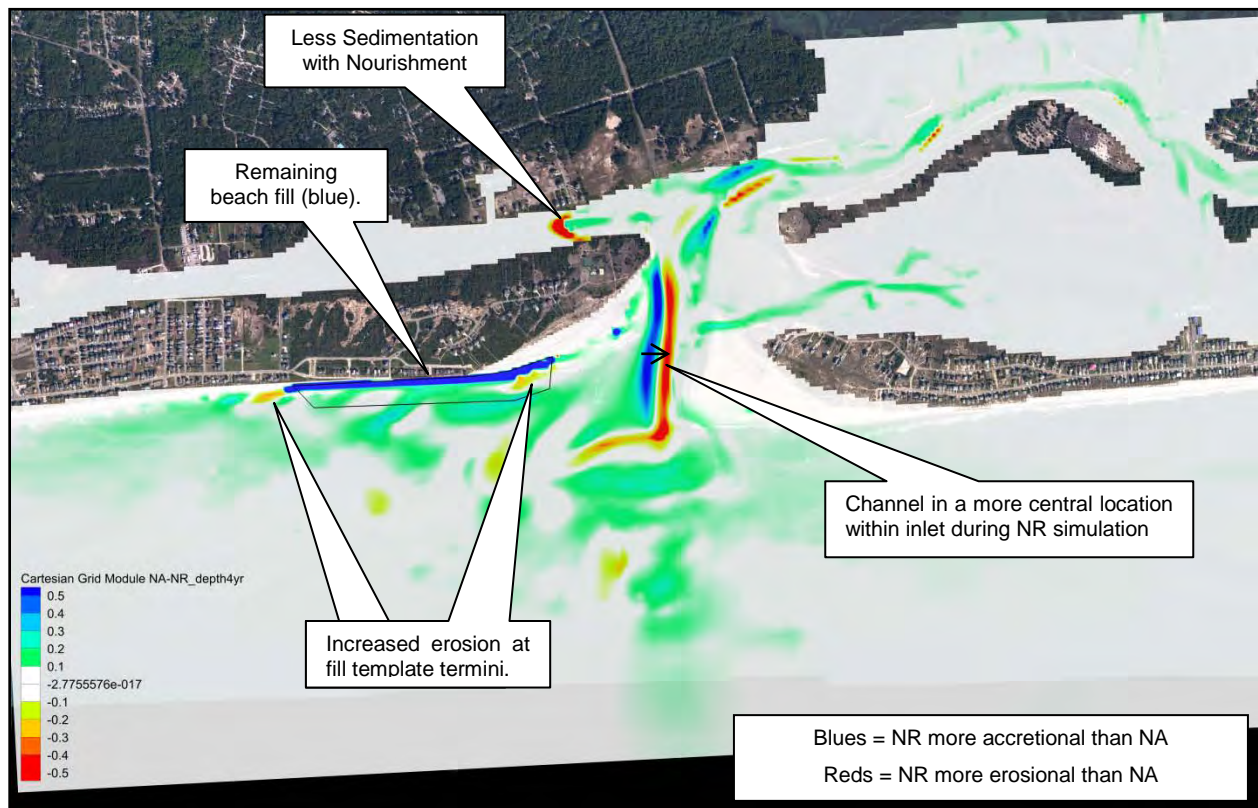 Less Sedimentation
with Nourishment
Remaining
beach fill (blue).
Channel in a more central location
within inlet during NR simulation
Cartesian Grid Module NA-NR_depth4yr
0.5
0.4
0.3
0.2
0.1
-2.7755576e-017
-0.1
-0.2
-0.3
-0.4
-0.5
Increased erosion at
fill template termini.
Blues = NR more accretional than NA
Reds = NR more erosional than NA